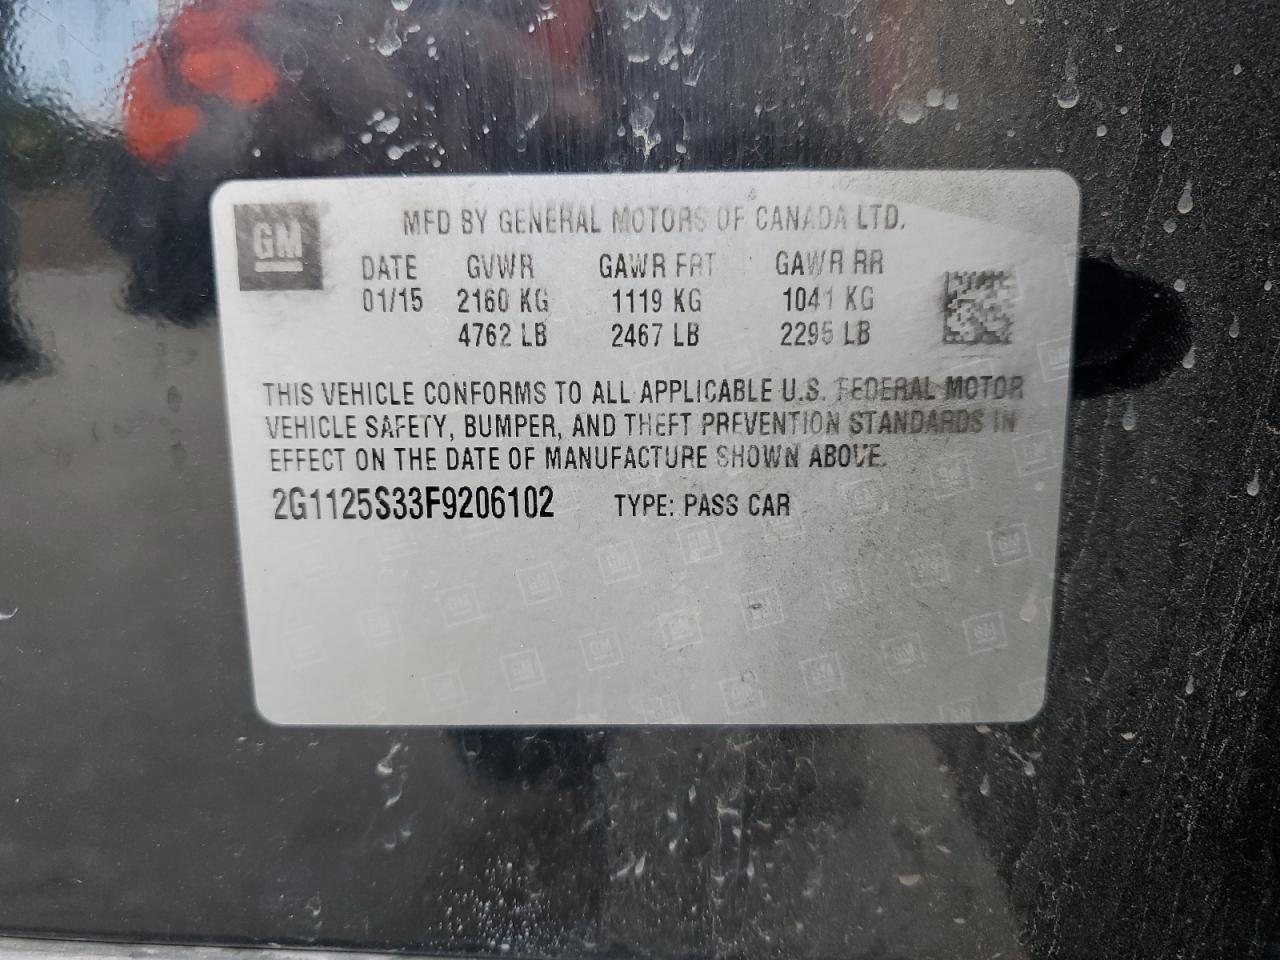 GM
MFD BY GENERAL MOTORS OF CANADA LTD.
DATE GVWR GAWR FRT GAWR RR
01/15 2160 KG 1119 KG 1041 KG
4762 LB 2467 LB 2295 LB
THIS VEHICLE CONFORMS TO ALL APPLICABLE U.S. FEDERAL MOTOR
VEHICLE SAFETY, BUMPER, AND THEFT PREVENTION STANDARDS IN
EFFECT ON THE DATE OF MANUFACTURE SHOWN ABOVE.
2G1125S33F9206102 TYPE: PASS CAR